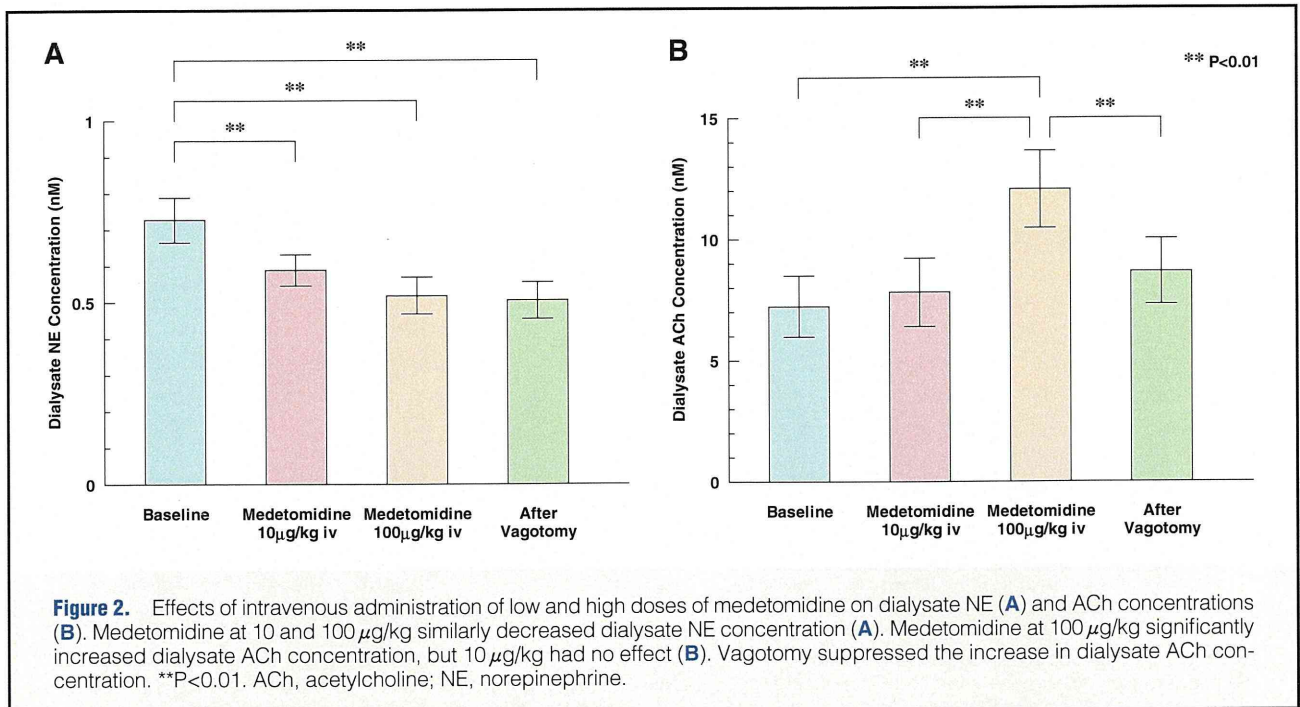 A
**
**
**
1
0.5
0
Dialysate NE Concentration (nM)
Baseline
Medetomidine
10μg/kg iv
Medetomidine
100μg/kg iv
After
Vagotomy
B
** P<0.01
**
**
**
15
10
5
0
Dialysate ACh Concentration (nM)
Baseline
Medetomidine
10μg/kg iv
Medetomidine
100μg/kg iv
After
Vagotomy
Figure 2. Effects of intravenous administration of low and high doses of medetomidine on dialysate NE (A) and ACh concentrations
(B). Medetomidine at 10 and 100 μg/kg similarly decreased dialysate NE concentration (A). Medetomidine at 100 μg/kg significantly
increased dialysate ACh concentration, but 10 μg/kg had no effect (B). Vagotomy suppressed the increase in dialysate ACh con-
centration. **P<0.01. ACh, acetylcholine; NE, norepinephrine.